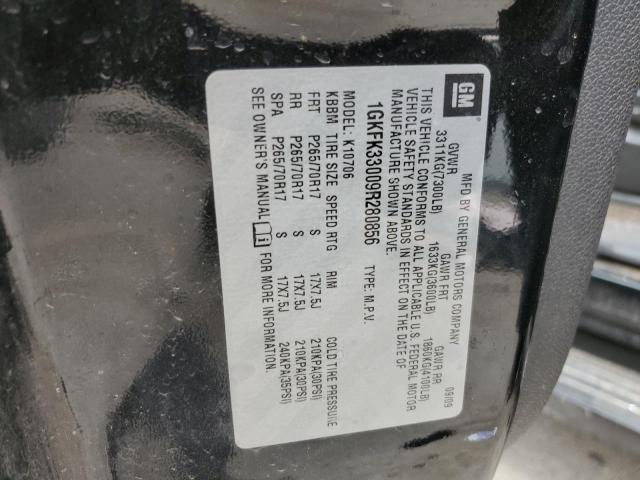 GM
MFD BY GENERAL MOTORS COMPANY 09/09
GVWR GAWR FRT GAWR RR
3311KG(7300LB) 1633KG(3600LB) 1860KG(4100LB)
THIS VEHICLE CONFORMS TO ALL APPLICABLE U.S. FEDERAL MOTOR
VEHICLE SAFETY STANDARDS IN EFFECT ON THE DATE OF
MANUFACTURE SHOWN ABOVE.
1GKFK33009R280856 TYPE: M.P.V.
MODEL: K10706
KBBM TIRE SIZE SPEED RTG RIM COLD TIRE PRESSURE
FRT P265/70R17 S 17X7.5J 210KPA(30PSI)
RR P265/70R17 S 17X7.5J 210KPA(30PSI)
SPA P265/70R17 S 17X7.5J 240KPA(35PSI)
SEE OWNER'S MANUAL FOR MORE INFORMATION.